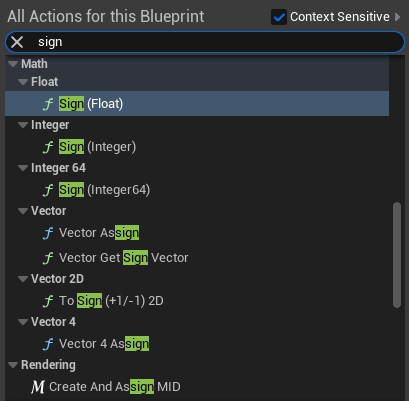 All Actions for this Blueprint Context Sensitive
sign
Math
Float
Sign (Float)
Integer
Sign (Integer)
Integer 64
Sign (Integer64)
Vector
Vector Assign
Vector Get Sign Vector
Vector 2D
To Sign (+1/-1) 2D
Vector 4
Vector 4 Assign
Rendering
Create And Assign MID